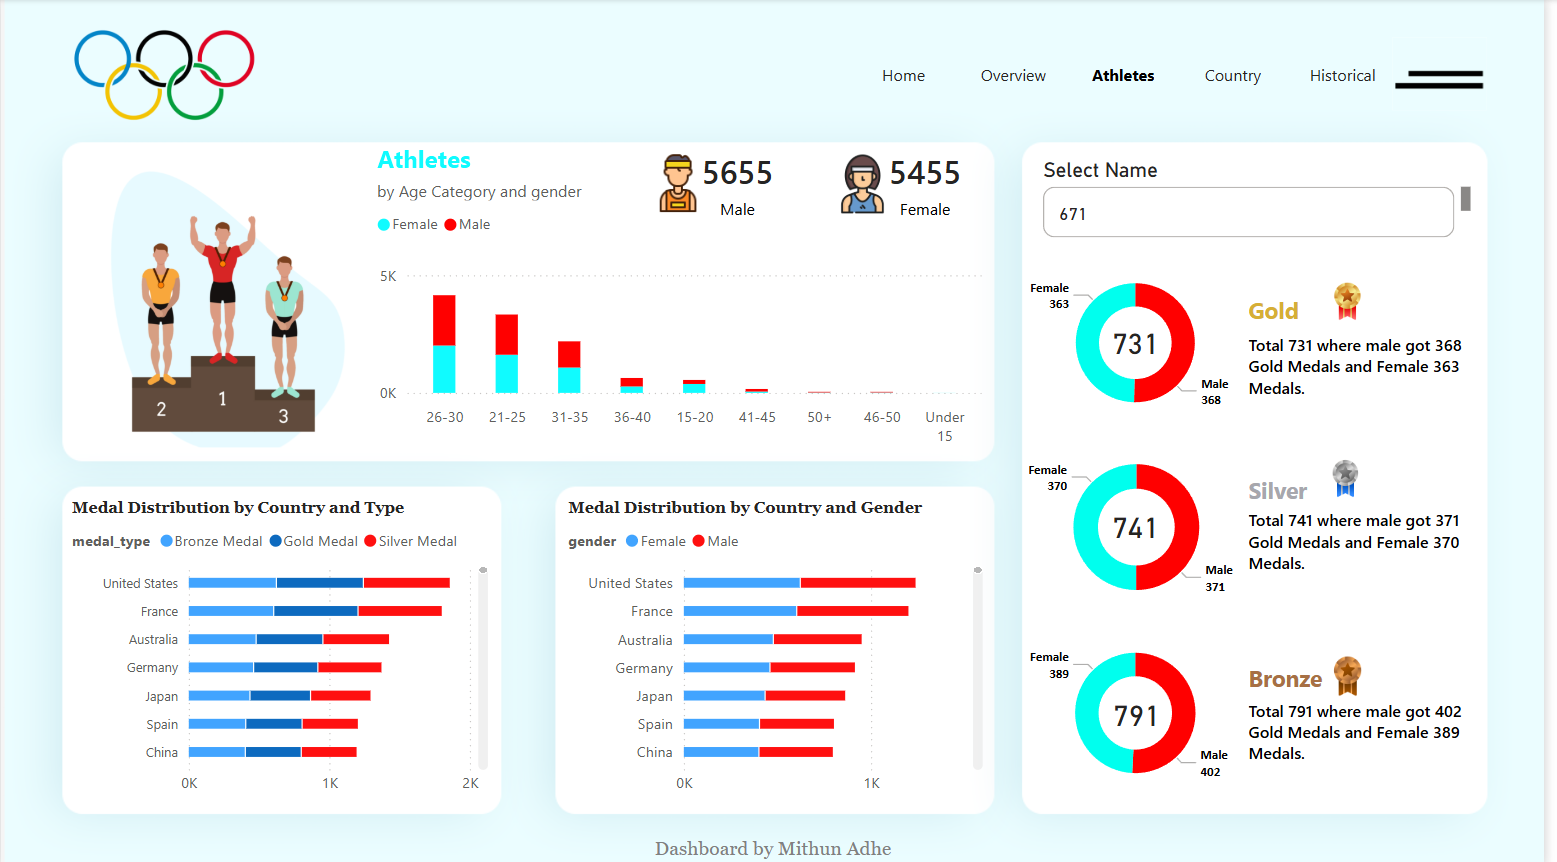 Home Overview Athletes Country Historical
Athletes
by Age Category and gender
Female Male
5655
Male
5455
Female
5K
0K
26-30 21-25 31-35 36-40 15-20 41-45 50+ 46-50 Under
15
2 1 3
Select Name
671
Female
363
731
Male
368
Gold
Total 731 where male got 368
Gold Medals and Female 363
Medals.
Female
370
741
Male
371
Silver
Total 741 where male got 371
Gold Medals and Female 370
Medals.
Female
389
791
Male
402
Bronze
Total 791 where male got 402
Gold Medals and Female 389
Medals.
Medal Distribution by Country and Type
medal_type Bronze Medal Gold Medal Silver Medal
United States
France
Australia
Germany
Japan
Spain
China
0K 1K 2K
Medal Distribution by Country and Gender
gender Female Male
United States
France
Australia
Germany
Japan
Spain
China
0K 1K
Dashboard by Mithun Adhe